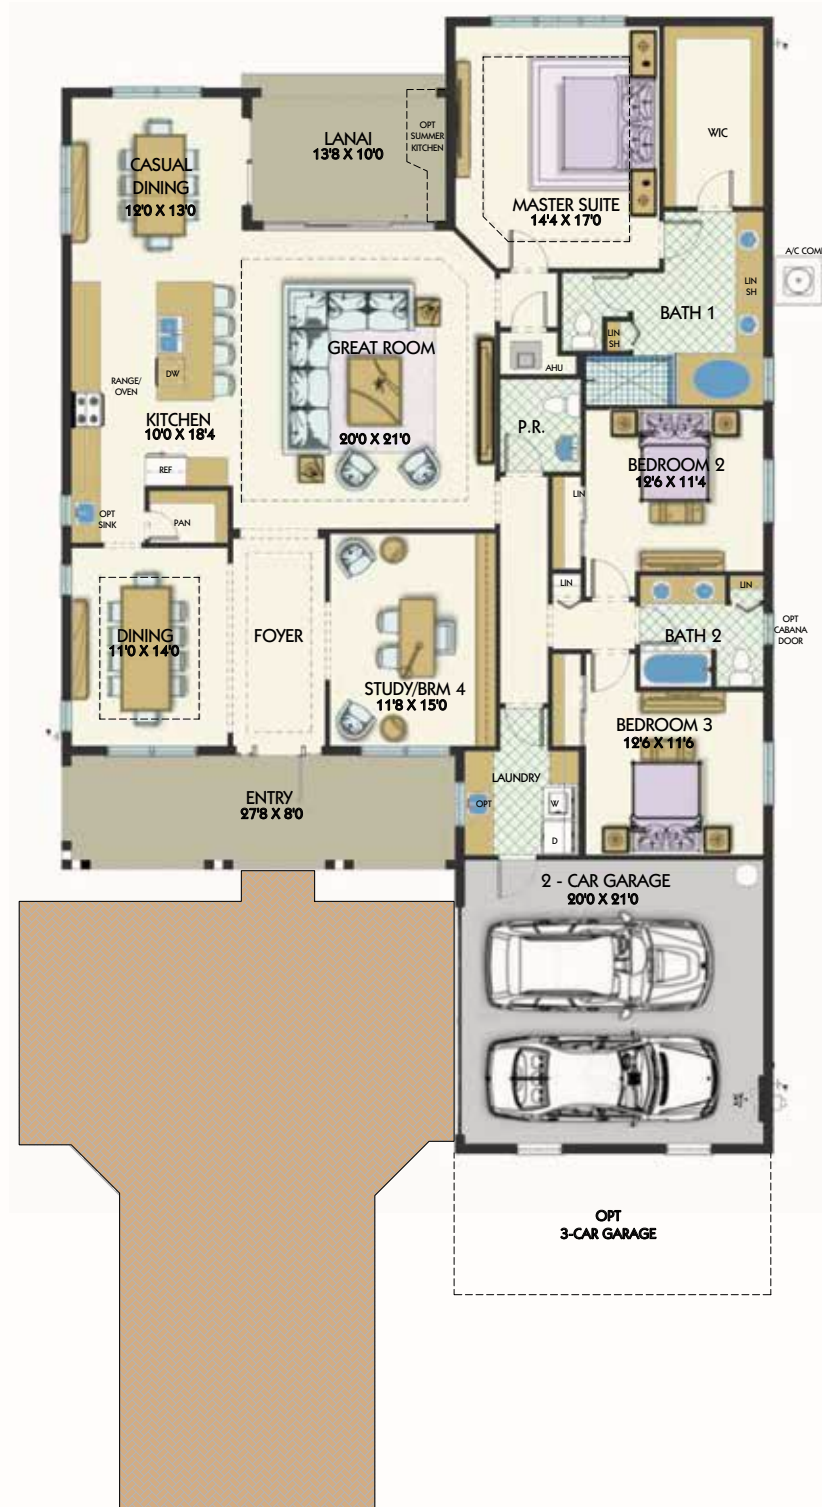 LANAI
13'8 X 10'0
OPT
SUMMER
KITCHEN
CASUAL
DINING
12'0 X 13'0
MASTER SUITE
14'4 X 17'0
WIC
A/C COM
LIN
SH
BATH 1
LIN
SH
AHU
GREAT ROOM
20'0 X 21'0
DW
RANGE/
OVEN
KITCHEN
10'0 X 18'4
REF
OPT
SINK
PAN
P.R.
BEDROOM 2
12'6 X 11'4
LIN
LIN
LIN
BATH 2
OPT
CABANA
DOOR
DINING
11'0 X 14'0
FOYER
STUDY/BRM 4
11'8 X 15'0
BEDROOM 3
12'6 X 11'6
LAUNDRY
OPT
W
D
ENTRY
27'8 X 8'0
2 - CAR GARAGE
20'0 X 21'0
OPT
3-CAR GARAGE